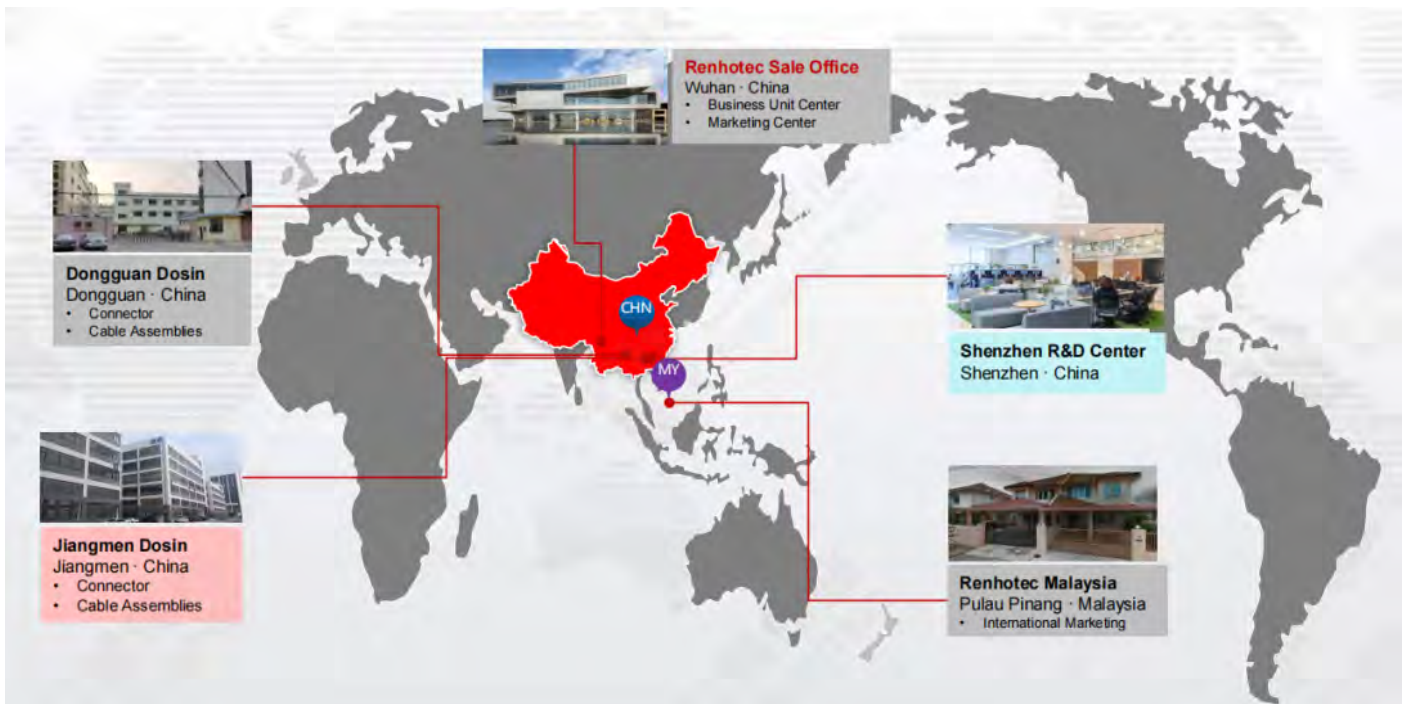 Renhotec Sale Office
Wuhan · China
• Business Unit Center
• Marketing Center
Dongguan Dosin
Dongguan · China
• Connector
• Cable Assemblies
CHN
MY
Shenzhen R&D Center
Shenzhen · China
Jiangmen Dosin
Jiangmen · China
• Connector
• Cable Assemblies
Renhotec Malaysia
Pulau Pinang · Malaysia
• International Marketing